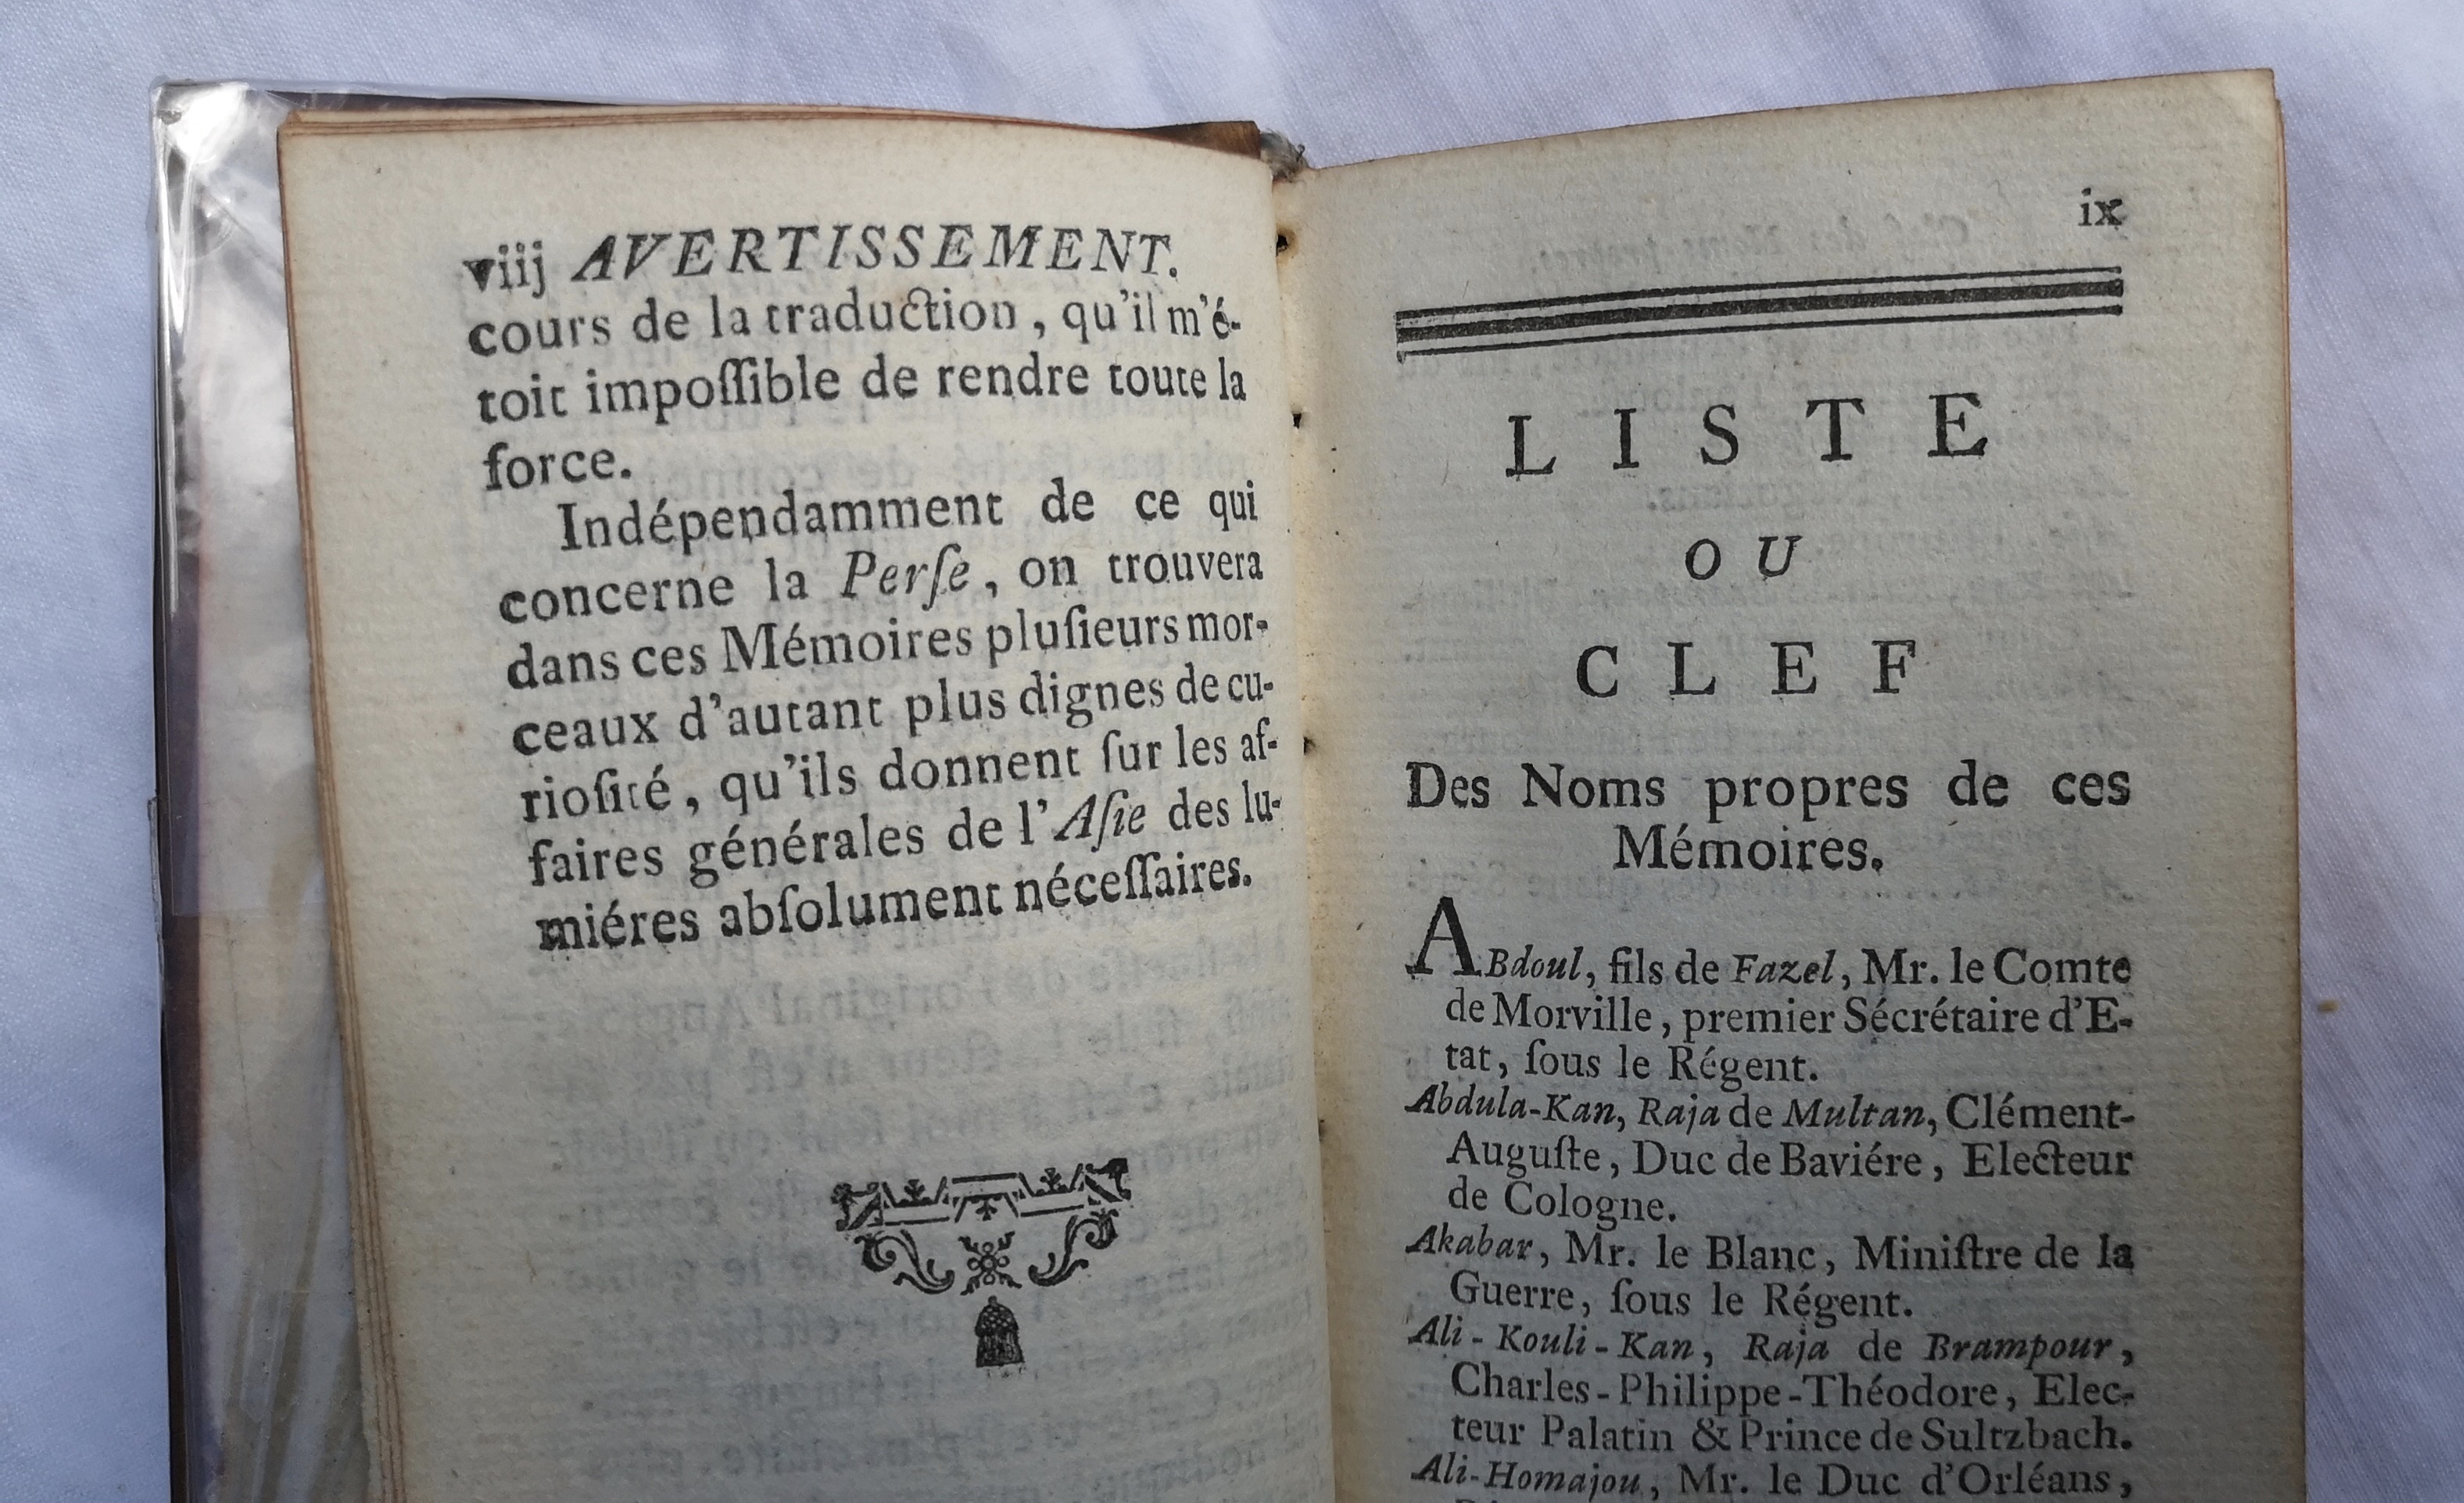 viij AVERTISSEMENT.
cours de la traduction, qu'il m'é-
toit impoſſible de rendre toute la
force.
Indépendamment de ce qui
concerne la Perſe, on trouvera
dans ces Mémoires pluſieurs mor-
ceaux d'autant plus dignes de cu-
rioſité, qu'ils donnent ſur les af-
faires générales de l'Aſie des lu-
miéres abſolument néceſſaires.
ix
LISTE
OU
CLEF
Des Noms propres de ces
Mémoires.
ABdoul, fils de Fazel, Mr. le Comte
de Morville, premier Sécrétaire d'E-
tat, ſous le Régent.
Abdula-Kan, Raja de Multan, Clément-
Auguſte, Duc de Baviére, Electeur
de Cologne.
Akabar, Mr. le Blanc, Miniſtre de la
Guerre, ſous le Régent.
Ali-Kouli-Kan, Raja de Brampour,
Charles-Philippe-Théodore, Elec-
teur Palatin & Prince de Sultzbach.
Ali-Homajou, Mr. le Duc d'Orléans,